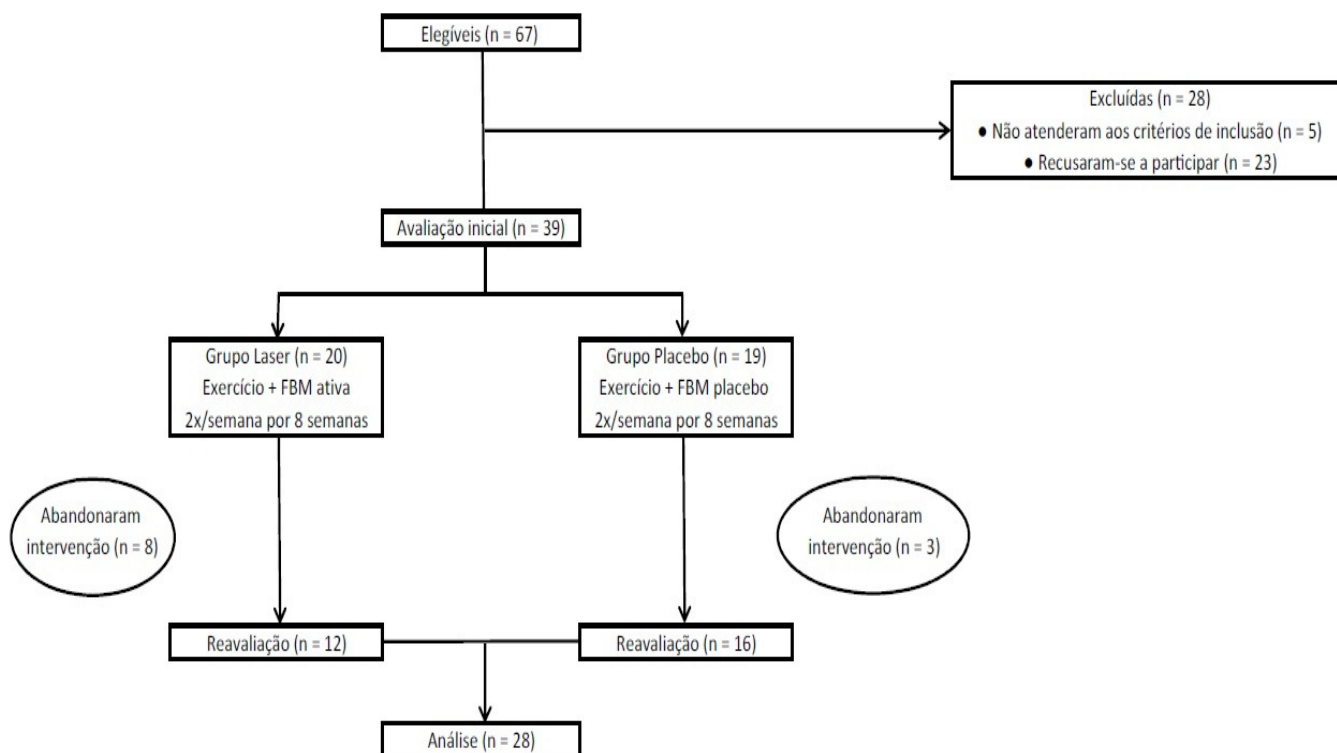 Elegíveis (n = 67)
Excluídas (n = 28)
● Não atenderam aos critérios de inclusão (n = 5)
● Recusaram-se a participar (n = 23)
Avaliação inicial (n = 39)
Grupo Laser (n = 20)
Exercício + FBM ativa
2x/semana por 8 semanas
Grupo Placebo (n = 19)
Exercício + FBM placebo
2x/semana por 8 semanas
Abandonaram
intervenção (n = 8)
Abandonaram
intervenção (n = 3)
Reavaliação (n = 12)
Reavaliação (n = 16)
Análise (n = 28)